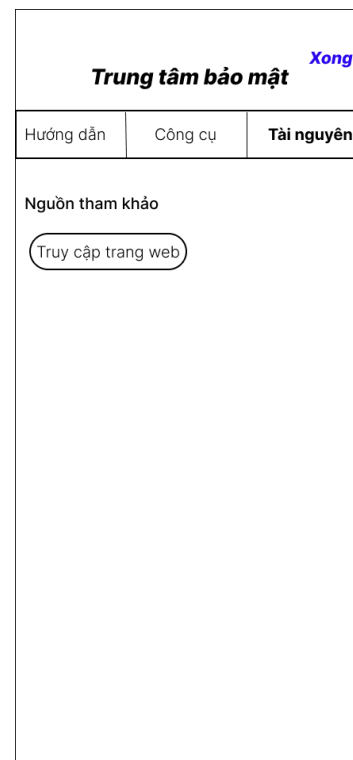 Xong
Trung tâm bảo mật
Hướng dẫn
Công cụ
Tài nguyên
Nguồn tham khảo
Truy cập trang web